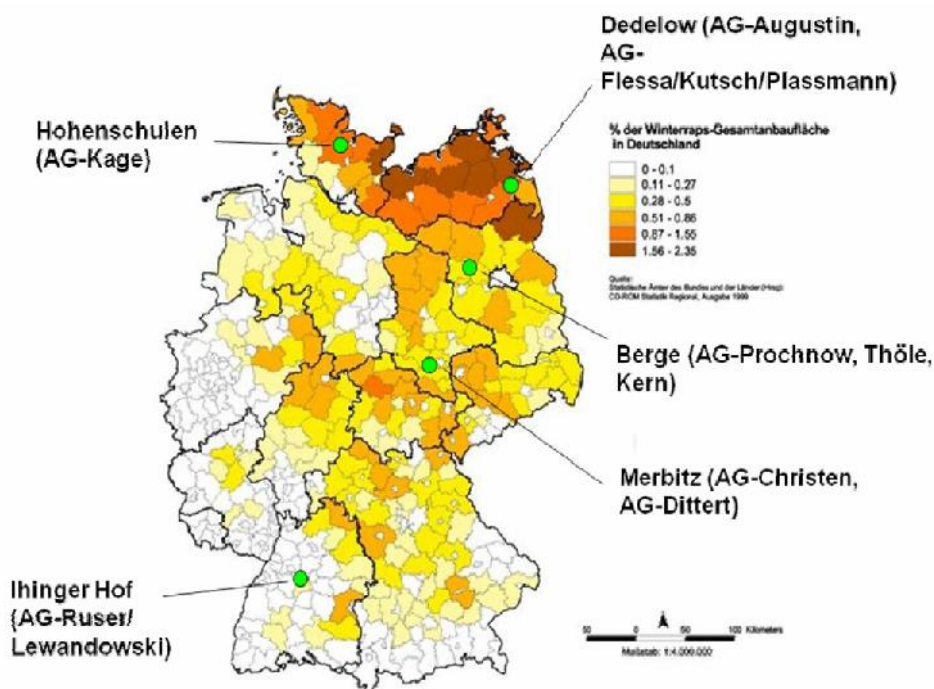 Dedelow (AG-Augustin,
AG-
Flessa/Kutsch/Plassmann)
Hohenschulen
(AG-Kage)
% der Winterraps-Gesamtanbaufläche
in Deutschland
0 - 0.1
0.11 - 0.27
0.28 - 0.5
0.51 - 0.86
0.87 - 1.55
1.56 - 2.35
Quelle:
Statistische Ämter des Bundes und der Länder (Hrsg):
CD-ROM Statistik Regional, Ausgabe 1999
Berge (AG-Prochnow, Thöle,
Kern)
Merbitz (AG-Christen,
AG-Dittert)
Ihinger Hof
(AG-Ruser/
Lewandowski)
50 0 50 100 Kilometers
Maßstab: 1:4.000.000